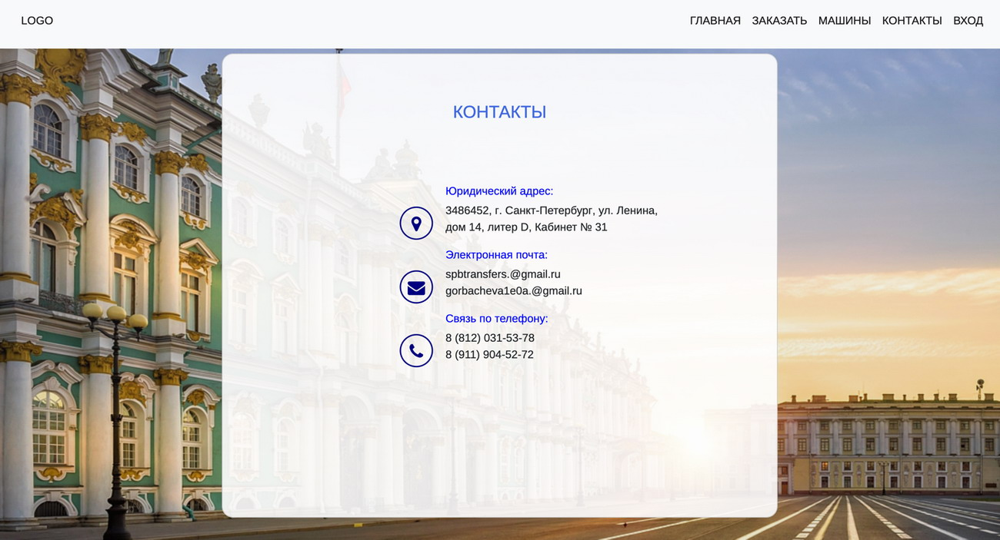 LOGO
ГЛАВНАЯ ЗАКАЗАТЬ МАШИНЫ КОНТАКТЫ ВХОД
КОНТАКТЫ
Юридический адрес:
3486452, г. Санкт-Петербург, ул. Ленина,
дом 14, литер D, Кабинет № 31
Электронная почта:
spbtransfers.@gmail.ru
gorbacheva1e0a.@gmail.ru
Связь по телефону:
8 (812) 031-53-78
8 (911) 904-52-72